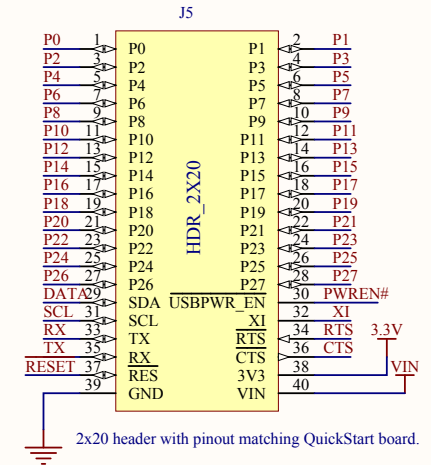 J5
P0 1 P0 P1 2 P1
P2 3 P2 P3 4 P3
P4 5 P4 P5 6 P5
P6 7 P6 P7 8 P7
P8 9 P8 P9 10 P9
P10 11 P10 P11 12 P11
P12 13 P12 P13 14 P13
P14 15 P14 P15 16 P15
P16 17 P16 P17 18 P17
P18 19 P18 P19 20 P19
P20 21 P20 P21 22 P21
P22 23 P22 P23 24 P23
P24 25 P24 P25 26 P25
P26 27 P26 P27 28 P27
DATA 29 SDA USBPWR_EN 30 PWREN#
SCL 31 SCL XI 32 XI
RX 33 TX RTS 34 RTS 3.3V
TX 35 RX CTS 36 CTS
RESET 37 RES 3V3 38 VIN
39 GND VIN 40
HDR_2X20
2x20 header with pinout matching QuickStart board.